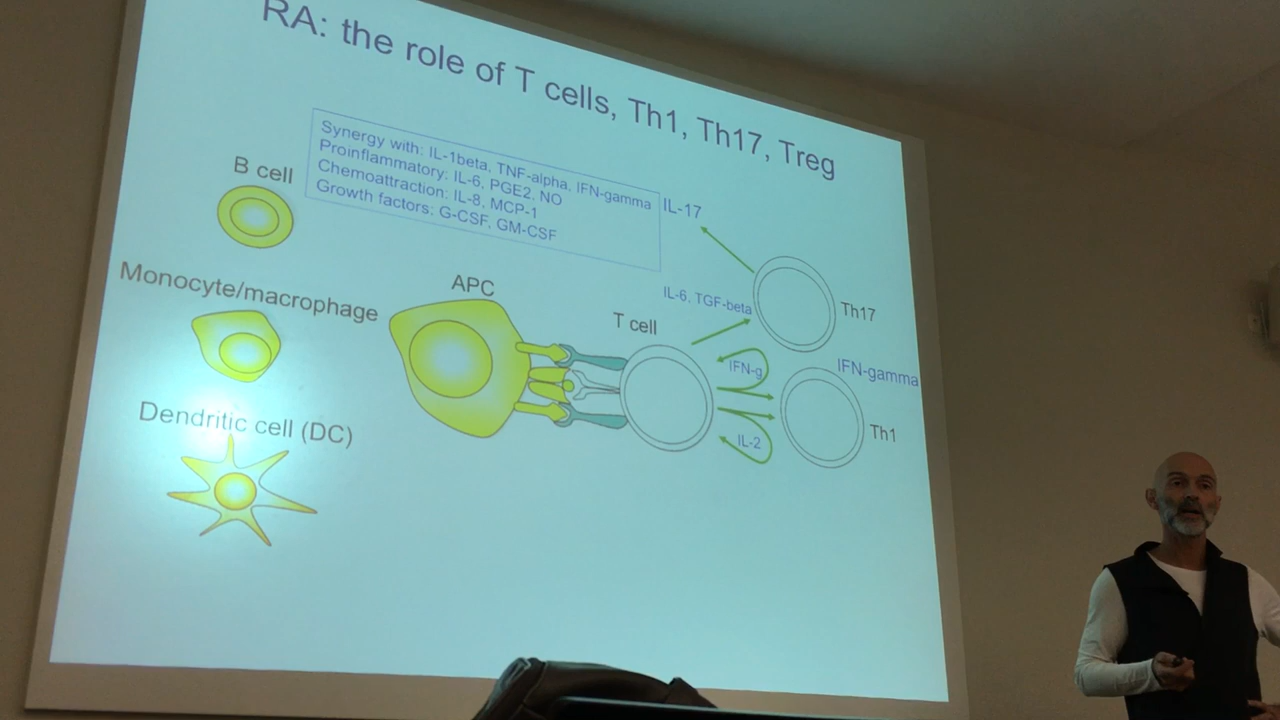 RA: the role of T cells, Th1, Th17, Treg
Synergy with: IL-1beta, TNF-alpha, IFN-gamma
Proinflammatory: IL-6, PGE2, NO
Chemoattraction: IL-8, MCP-1
Growth factors: G-CSF, GM-CSF
IL-17
B cell
Monocyte/macrophage
APC
IL-6, TGF-beta
T cell
Th17
IFN-g
IFN-gamma
Dendritic cell (DC)
IL-2
Th1